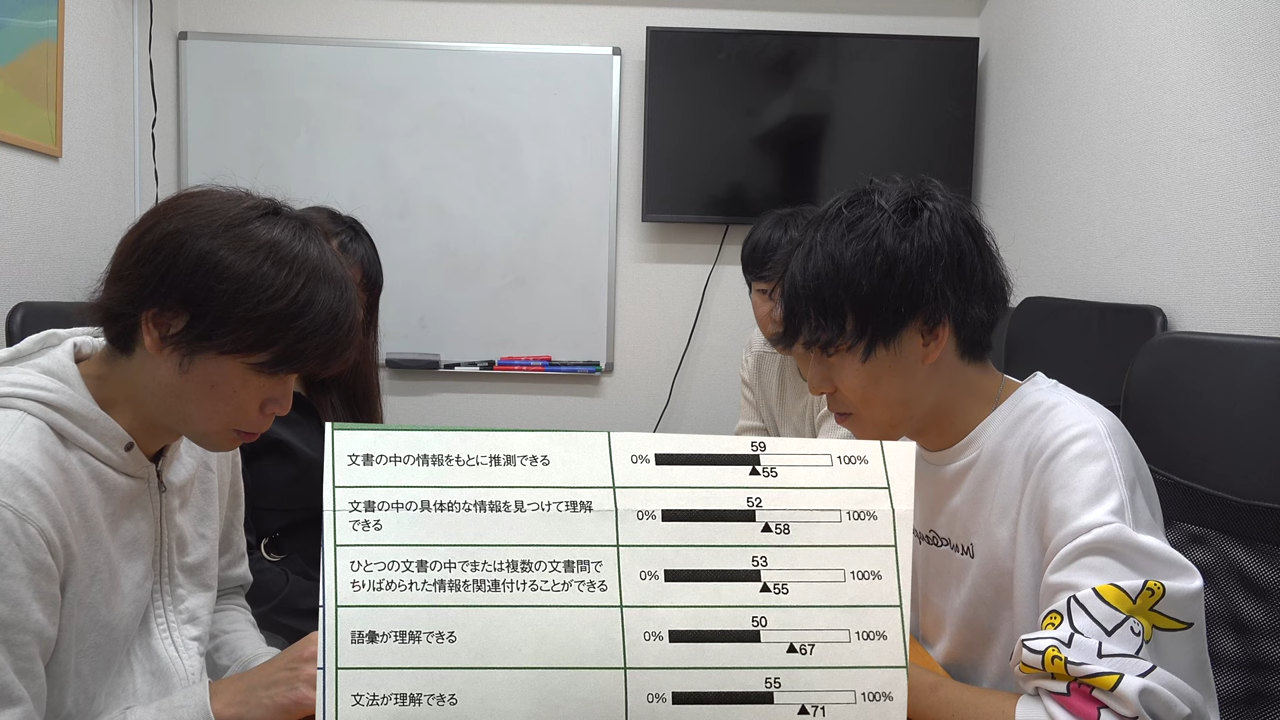 文書の中の情報をもとに推測できる
59
0% 100%
▲55
文書の中の具体的な情報を見つけて理解
できる
52
0% 100%
▲58
ひとつの文書の中でまたは複数の文書間で
ちりばめられた情報を関連付けることができる
53
0% 100%
▲55
語彙が理解できる
50
0% 100%
▲67
文法が理解できる
55
0% 100%
▲71